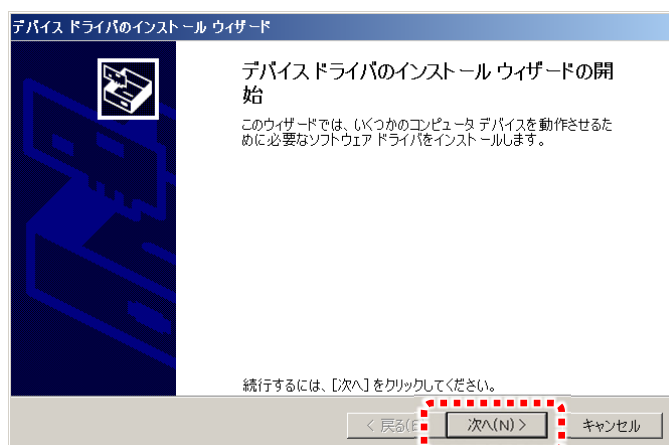 デバイス ドライバのインストール ウィザード
デバイス ドライバのインストール ウィザードの開
始
このウィザードでは、いくつかのコンピュータ デバイスを動作させるた
めに必要なソフトウェア ドライバをインストールします。
続行するには、[次へ] をクリックしてください。
< 戻る(
次へ(N) >
キャンセル